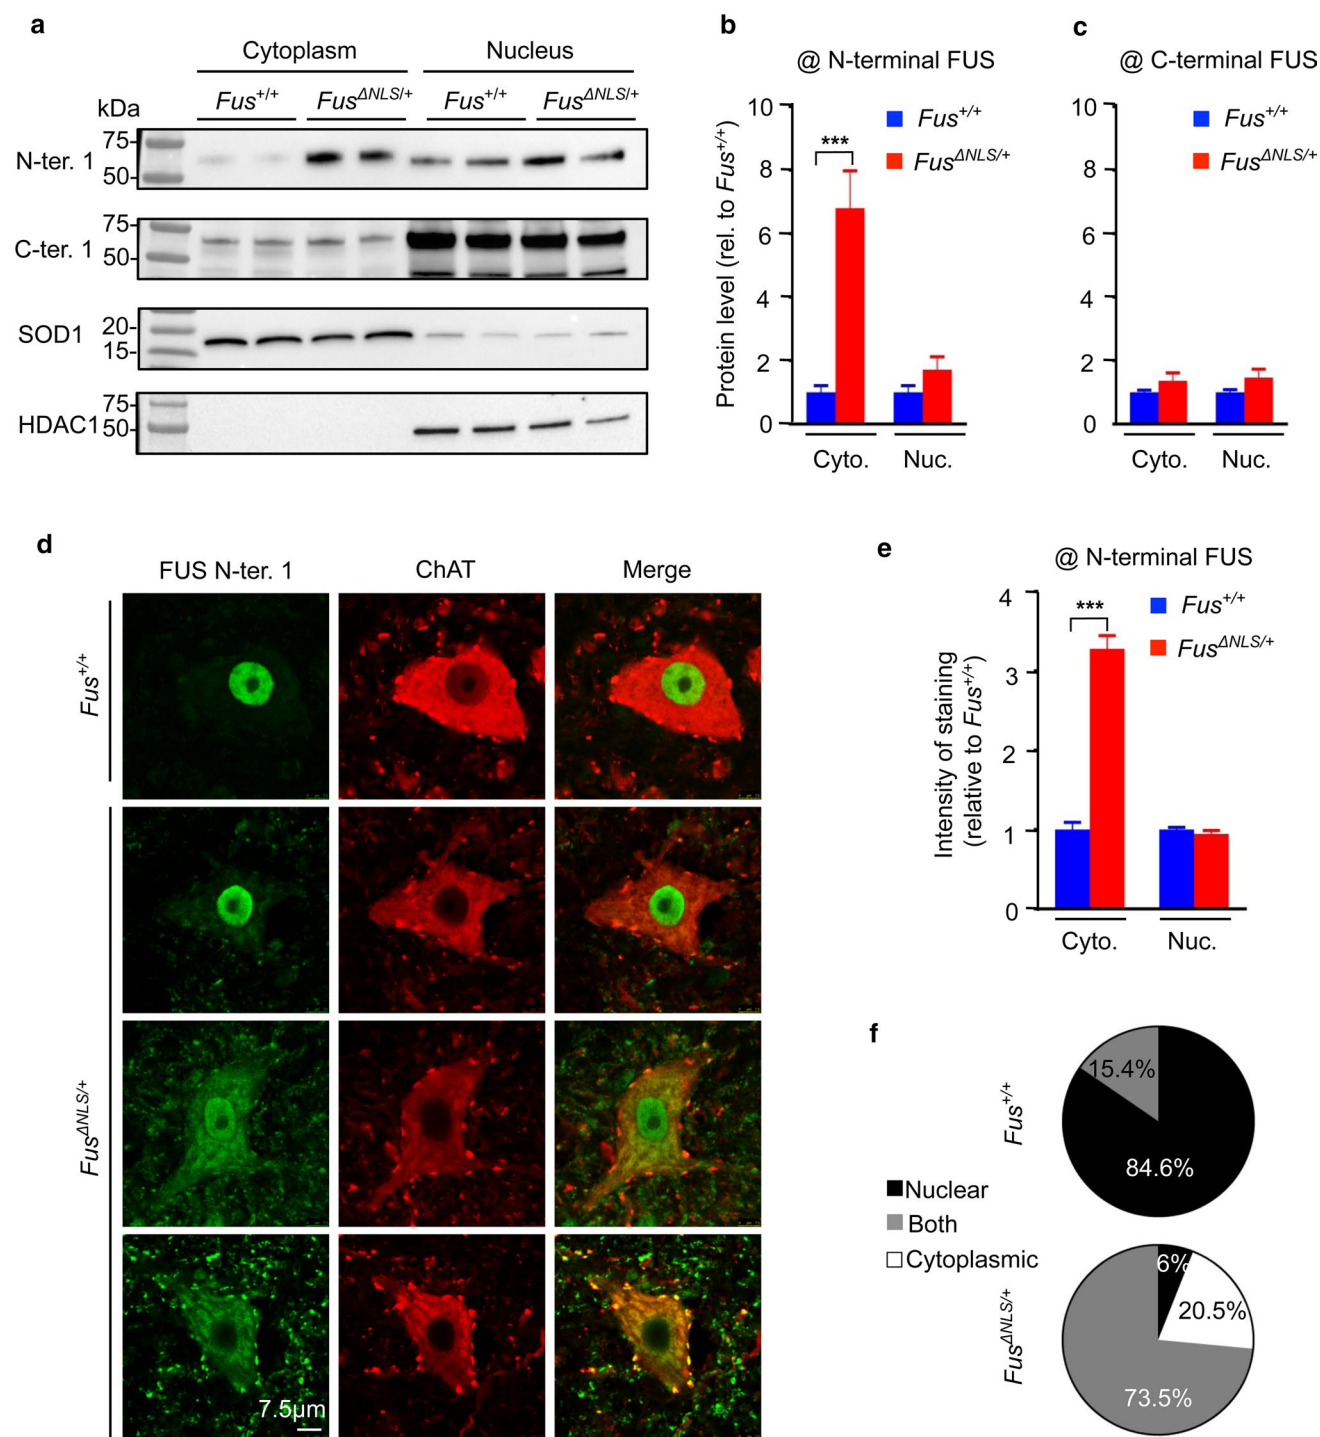 a
Cytoplasm Nucleus
Fus+/+ FusΔNLS/+ Fus+/+ FusΔNLS/+
kDa
N-ter. 1 75- 50-
C-ter. 1 75- 50-
SOD1 20- 15-
HDAC1 75- 50-
b
@ N-terminal FUS
Protein level (rel. to Fus+/+)
10
8
6
4
2
0
***
Fus+/+
FusΔNLS/+
Cyto. Nuc.
c
@ C-terminal FUS
10
8
6
4
2
0
Fus+/+
FusΔNLS/+
Cyto. Nuc.
d
FUS N-ter. 1 ChAT Merge
Fus+/+
FusΔNLS/+
7.5µm
e
@ N-terminal FUS
Intensity of staining
(relative to Fus+/+)
4
3
2
1
0
***
Fus+/+
FusΔNLS/+
Cyto. Nuc.
f
Fus+/+
15.4%
84.6%
Nuclear
Both
Cytoplasmic
FusΔNLS/+
6%
20.5%
73.5%